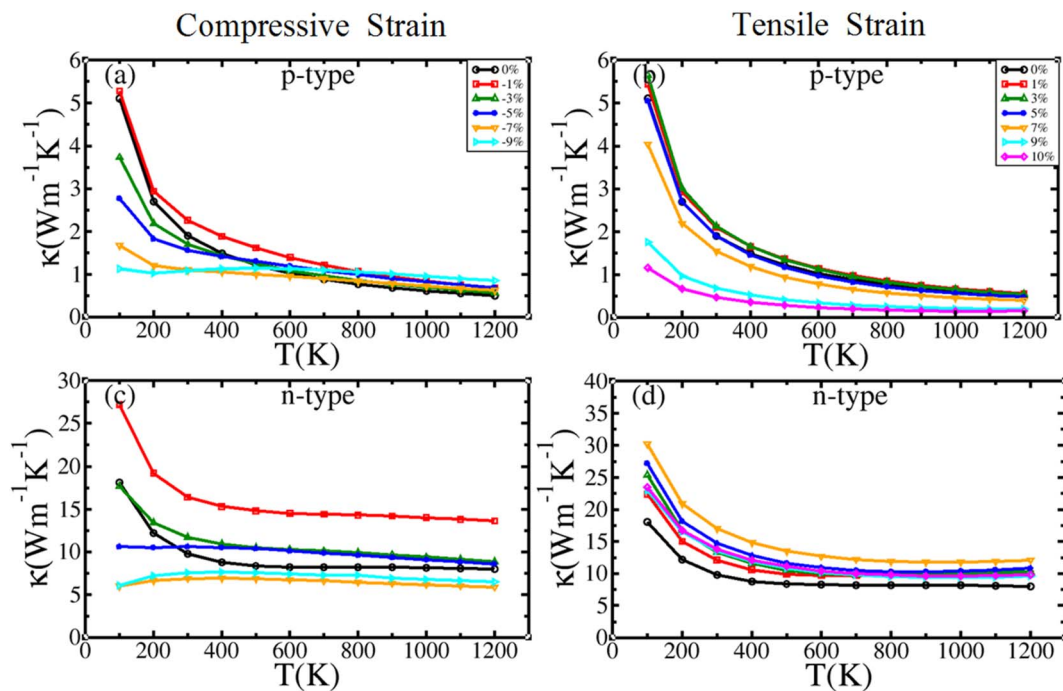 Compressive Strain
Tensile Strain
(a)
p-type
0%
-1%
-3%
-5%
-7%
-9%
6
5
4
3
2
1
0
κ(Wm⁻¹K⁻¹)
0 200 400 600 800 1000 1200
T(K)
(b)
p-type
0%
1%
3%
5%
7%
9%
10%
6
5
4
3
2
1
0
κ(Wm⁻¹K⁻¹)
0 200 400 600 800 1000 1200
T(K)
(c)
n-type
30
25
20
15
10
5
0
κ(Wm⁻¹K⁻¹)
0 200 400 600 800 1000 1200
T(K)
(d)
n-type
40
35
30
25
20
15
10
5
0
κ(Wm⁻¹K⁻¹)
0 200 400 600 800 1000 1200
T(K)